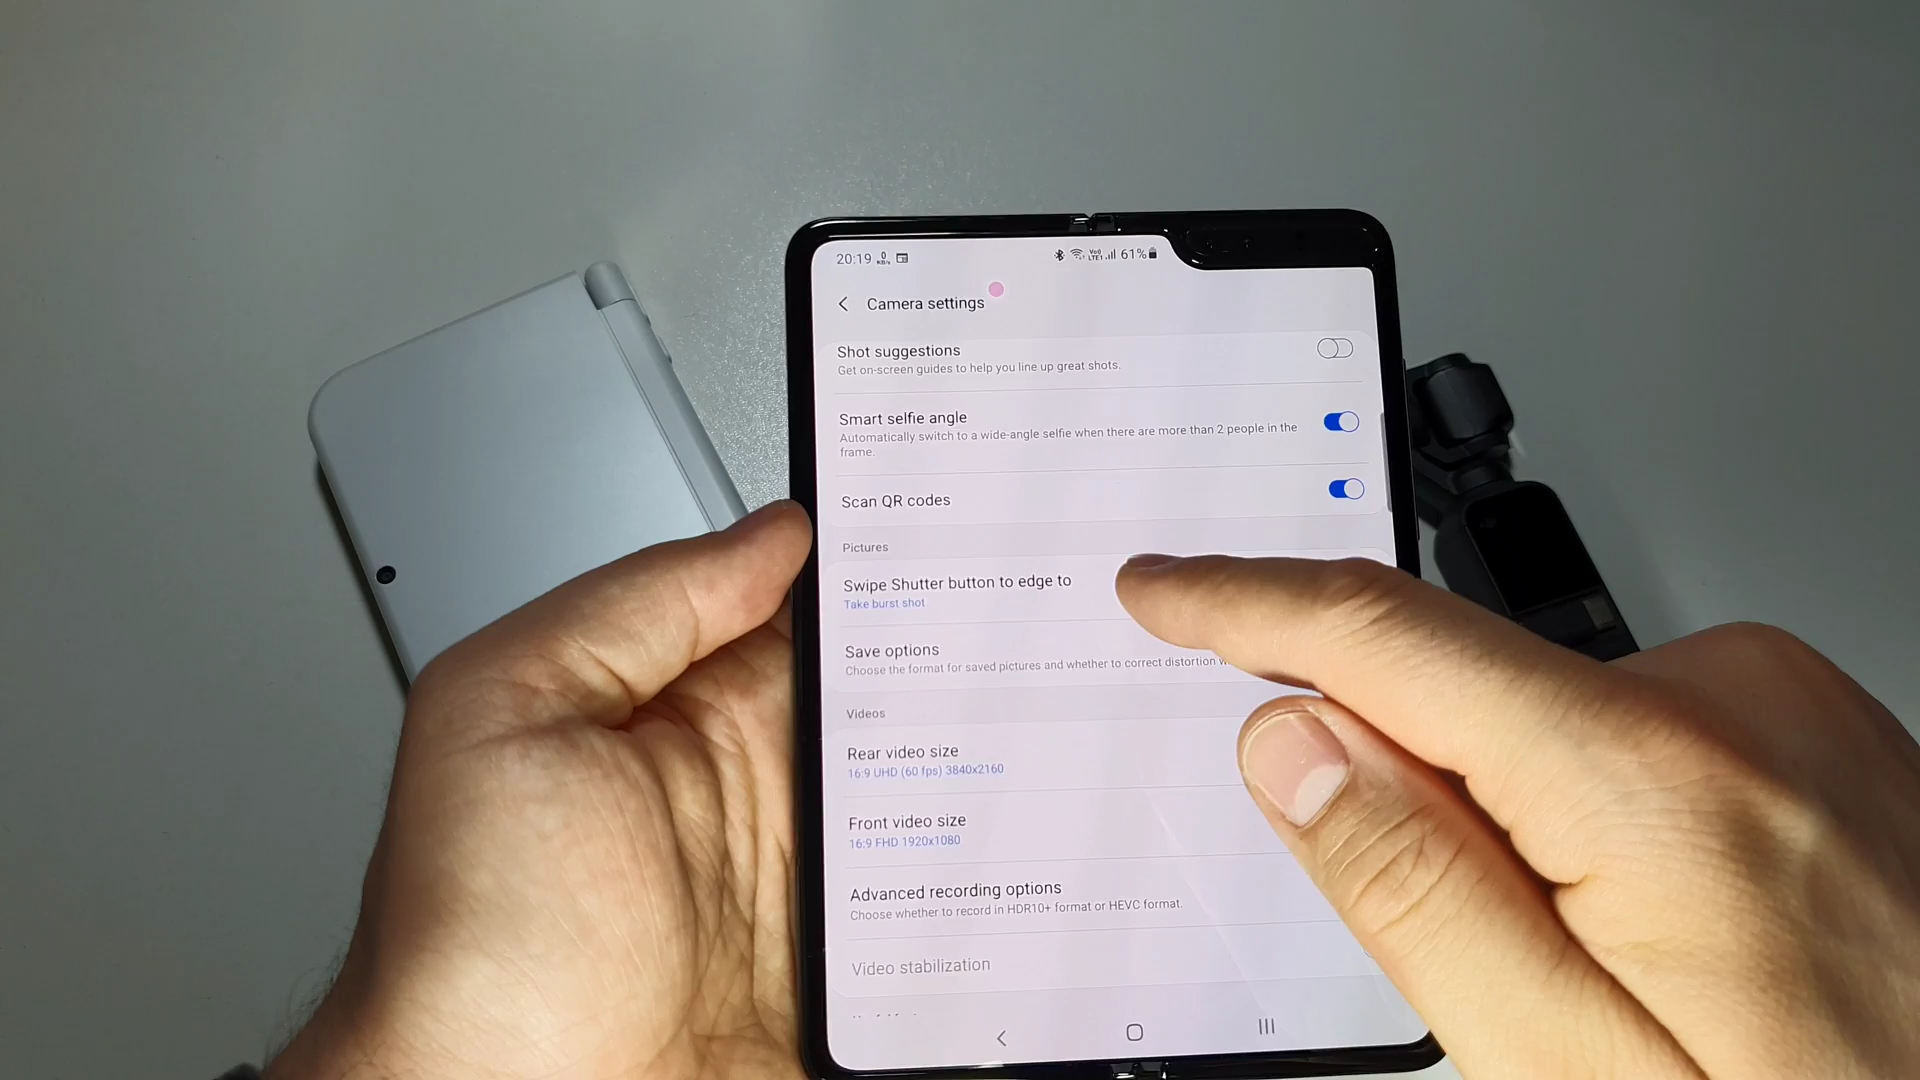 20:19 0 KB/s Vo)) LTE1 61%
Camera settings
Shot suggestions
Get on-screen guides to help you line up great shots.
Smart selfie angle
Automatically switch to a wide-angle selfie when there are more than 2 people in the
frame.
Scan QR codes
Pictures
Swipe Shutter button to edge to
Take burst shot
Save options
Choose the format for saved pictures and whether to correct distortion
Videos
Rear video size
16:9 UHD (60 fps) 3840x2160
Front video size
16:9 FHD 1920x1080
Advanced recording options
Choose whether to record in HDR10+ format or HEVC format.
Video stabilization